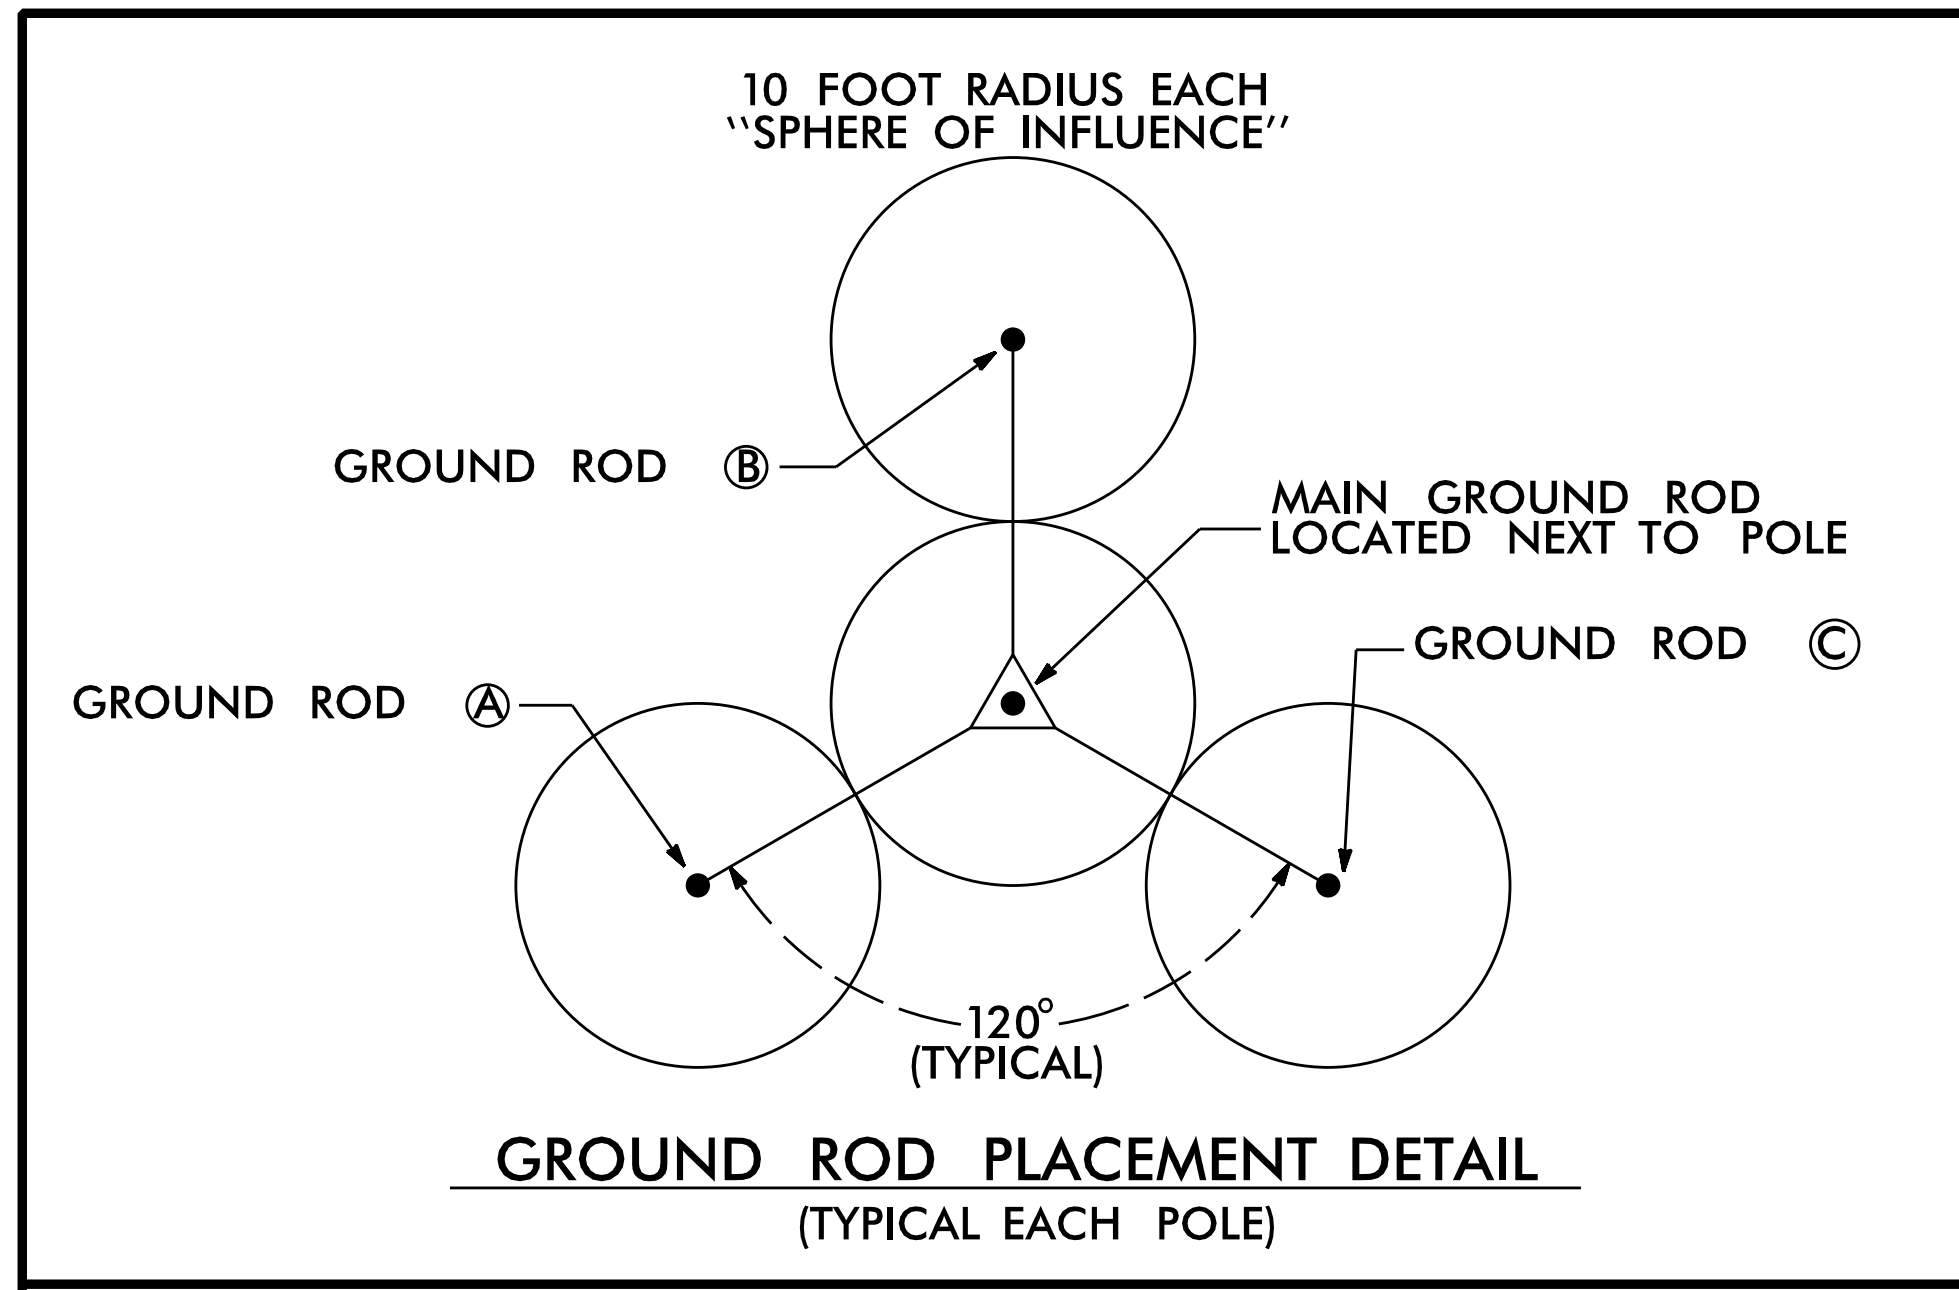 10 FOOT RADIUS EACH
‵‵SPHERE OF INFLUENCE′′
GROUND ROD Ⓑ
MAIN GROUND ROD
LOCATED NEXT TO POLE
GROUND ROD Ⓒ
GROUND ROD Ⓐ
120°
(TYPICAL)
GROUND ROD PLACEMENT DETAIL
(TYPICAL EACH POLE)